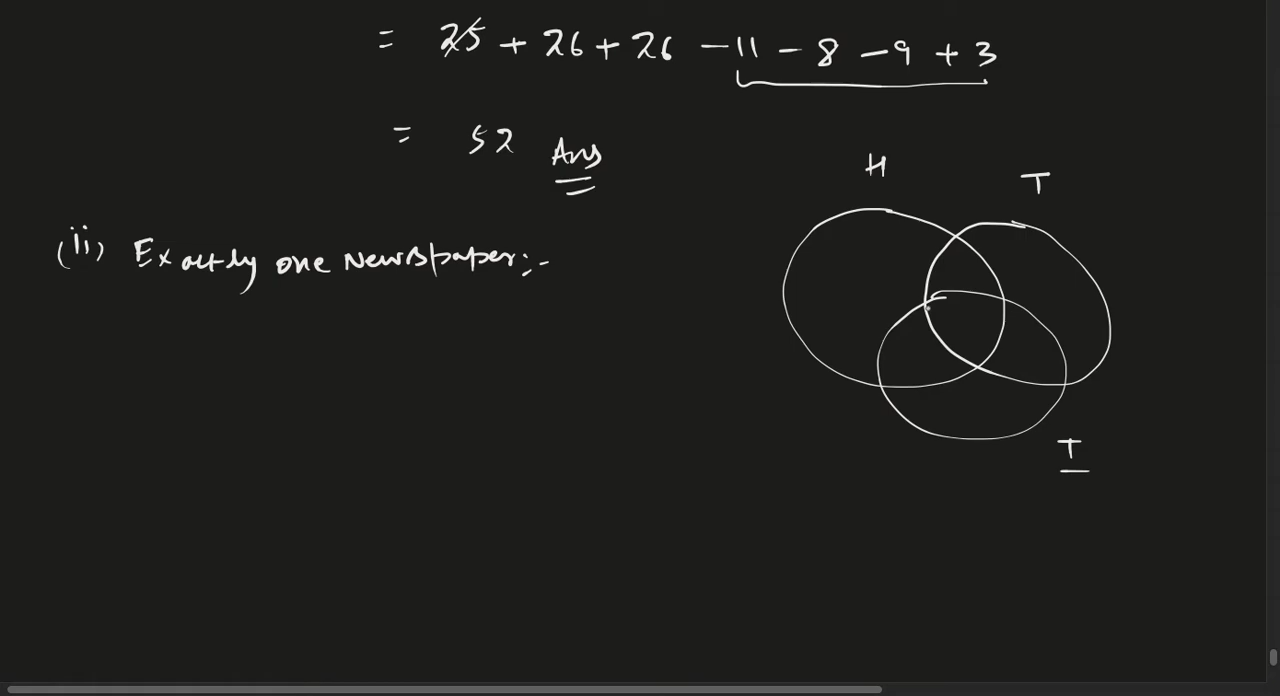 = 25 + 26 + 26 - 11 - 8 - 9 + 3
= 52 Ans
H
T
(ii) Exactly one Newspaper:-
T